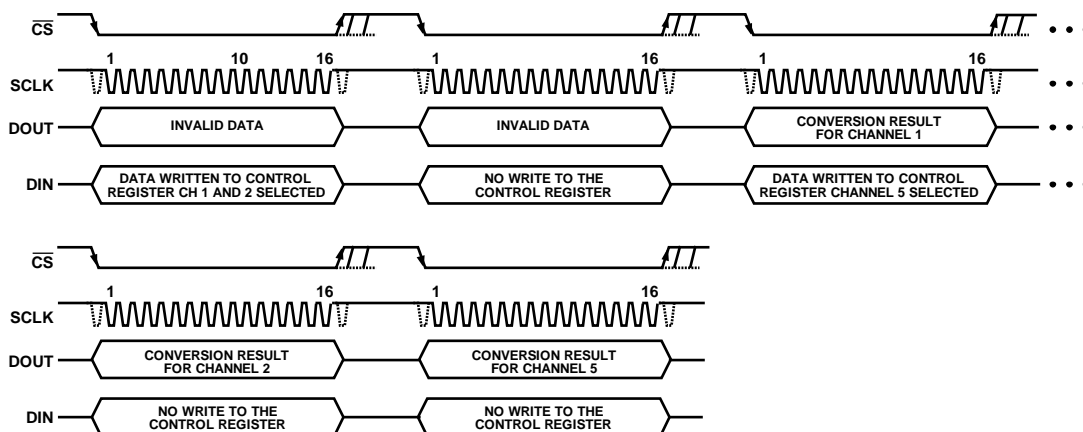 CS
1 10 16 1 16 1 16
SCLK
DOUT INVALID DATA INVALID DATA CONVERSION RESULT
FOR CHANNEL 1
DIN DATA WRITTEN TO CONTROL
REGISTER CH 1 AND 2 SELECTED
NO WRITE TO THE
CONTROL REGISTER
DATA WRITTEN TO CONTROL
REGISTER CHANNEL 5 SELECTED
CS
1 16 1 16
SCLK
DOUT CONVERSION RESULT
FOR CHANNEL 2
CONVERSION RESULT
FOR CHANNEL 5
DIN NO WRITE TO THE
CONTROL REGISTER
NO WRITE TO THE
CONTROL REGISTER